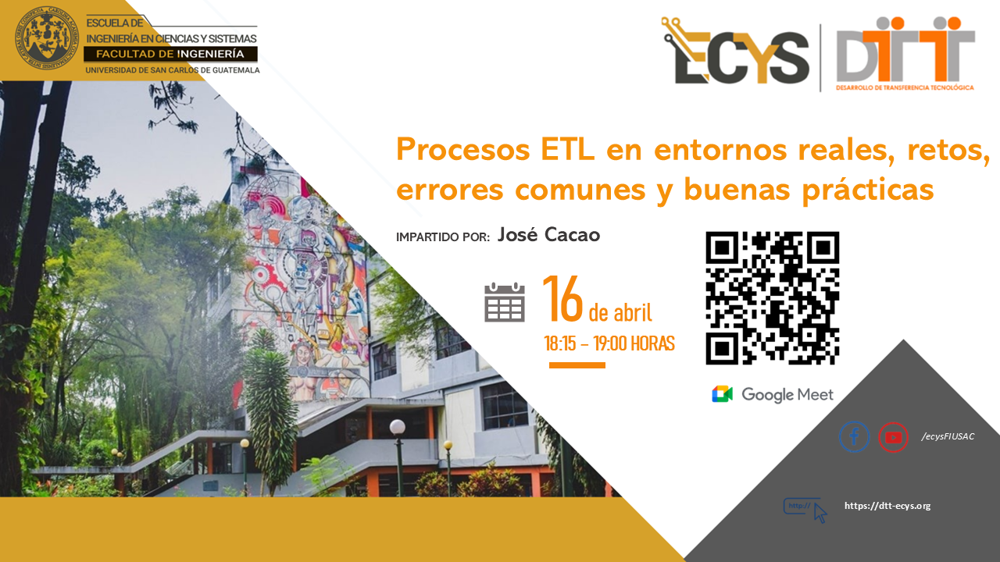 ESCUELA DE
INGENIERÍA EN CIENCIAS Y SISTEMAS
FACULTAD DE INGENIERÍA
UNIVERSIDAD DE SAN CARLOS DE GUATEMALA
ECYS
DTT
DESARROLLO DE TRANSFERENCIA TECNOLÓGICA
Procesos ETL en entornos reales, retos,
errores comunes y buenas prácticas
IMPARTIDO POR: José Cacao
16 de abril
18:15 – 19:00 HORAS
Google Meet
/ecysFIUSAC
http://
https://dtt-ecys.org